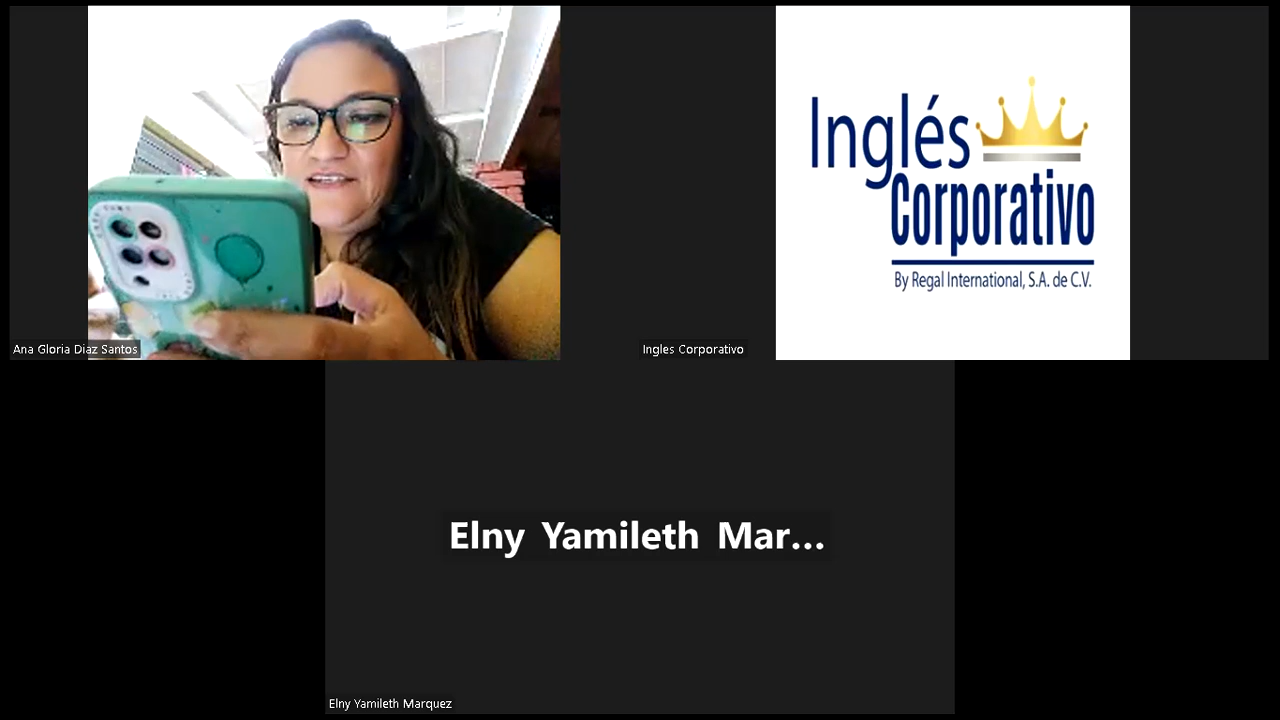 Inglés
Corporativo
By Regal International, S.A. de C.V.
Ana Gloria Diaz Santos
Ingles Corporativo
Elny Yamileth Mar...
Elny Yamileth Marquez